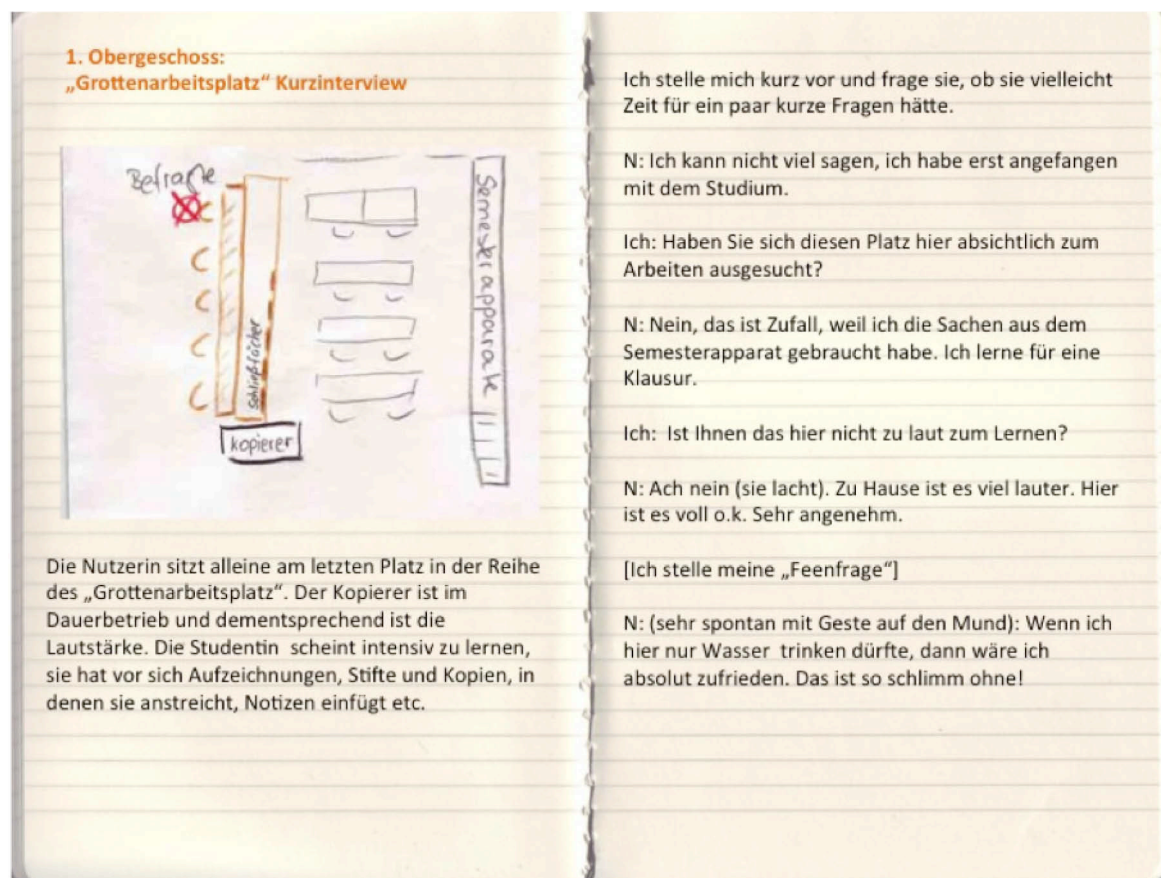 1. Obergeschoss:
„Grottenarbeitsplatz“ Kurzinterview
Befragte
Semesterapparate
Schließfächer
Kopierer
Die Nutzerin sitzt alleine am letzten Platz in der Reihe
des „Grottenarbeitsplatz“. Der Kopierer ist im
Dauerbetrieb und dementsprechend ist die
Lautstärke. Die Studentin scheint intensiv zu lernen,
sie hat vor sich Aufzeichnungen, Stifte und Kopien, in
denen sie anstreicht, Notizen einfügt etc.
Ich stelle mich kurz vor und frage sie, ob sie vielleicht
Zeit für ein paar kurze Fragen hätte.
N: Ich kann nicht viel sagen, ich habe erst angefangen
mit dem Studium.
Ich: Haben Sie sich diesen Platz hier absichtlich zum
Arbeiten ausgesucht?
N: Nein, das ist Zufall, weil ich die Sachen aus dem
Semesterapparat gebraucht habe. Ich lerne für eine
Klausur.
Ich: Ist Ihnen das hier nicht zu laut zum Lernen?
N: Ach nein (sie lacht). Zu Hause ist es viel lauter. Hier
ist es voll o.k. Sehr angenehm.
[Ich stelle meine „Feenfrage“]
N: (sehr spontan mit Geste auf den Mund): Wenn ich
hier nur Wasser trinken dürfte, dann wäre ich
absolut zufrieden. Das ist so schlimm ohne!